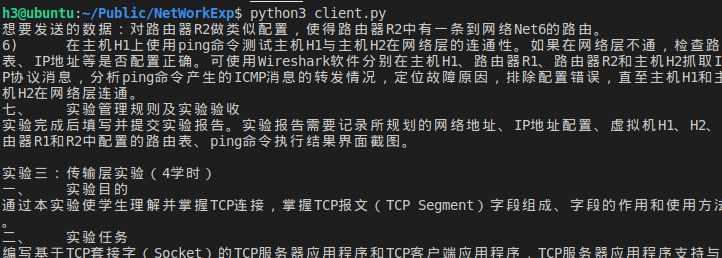 h3@ubuntu:~/Public/NetWorkExp$ python3 client.py
想要发送的数据：对路由器R2做类似配置，使得路由器R2中有一条到网络Net6的路由。
6)      在主机H1上使用ping命令测试主机H1与主机H2在网络层的连通性。如果在网络层不通，检查路
表、IP地址等是否配置正确。可使用Wireshark软件分别在主机H1、路由器R1、路由器R2和主机H2抓取I
P协议消息，分析ping命令产生的ICMP消息的转发情况，定位故障原因，排除配置错误，直至主机H1和主
机H2在网络层连通。
七、    实验管理规则及实验验收
实验完成后填写并提交实验报告。实验报告需要记录所规划的网络地址、IP地址配置、虚拟机H1、H2、
由器R1和R2中配置的路由表、ping命令执行结果界面截图。
实验三：传输层实验（4学时）
一、    实验目的
通过本实验使学生理解并掌握TCP连接，掌握TCP报文（TCP Segment）字段组成、字段的作用和使用方法
。
二、    实验任务
编写基于TCP套接字（Socket）的TCP服务器应用程序和TCP客户端应用程序，TCP服务器应用程序支持与